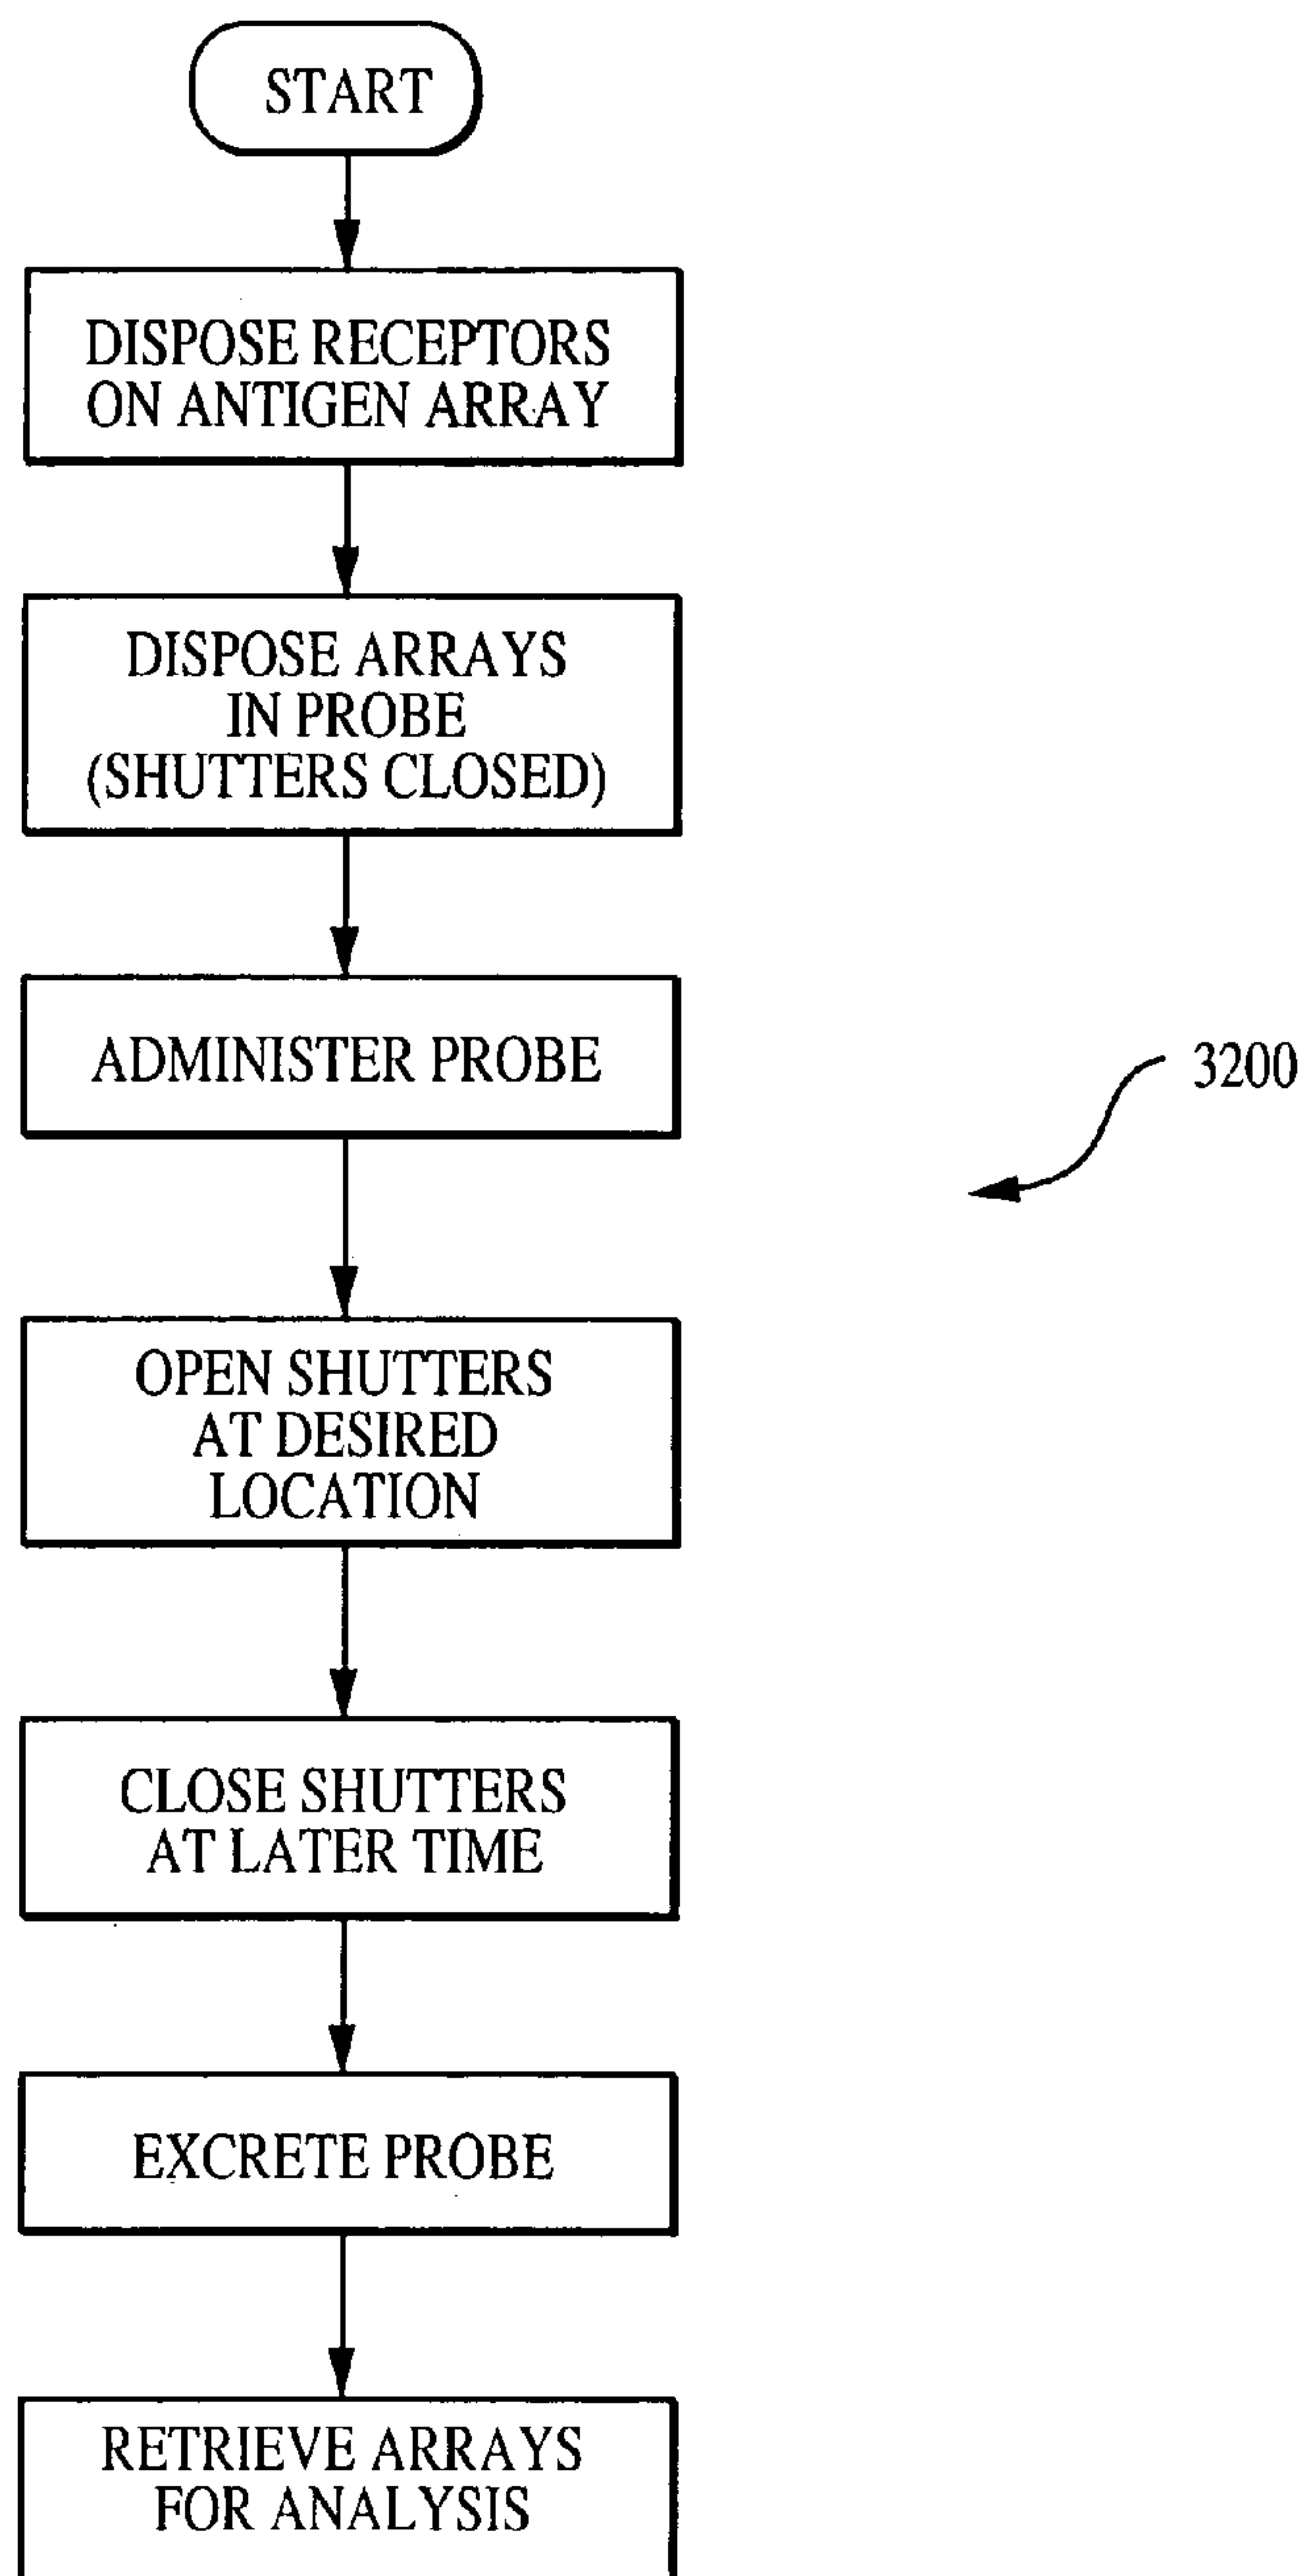 START
DISPOSE RECEPTORS
ON ANTIGEN ARRAY
DISPOSE ARRAYS
IN PROBE
(SHUTTERS CLOSED)
ADMINISTER PROBE
3200
OPEN SHUTTERS
AT DESIRED
LOCATION
CLOSE SHUTTERS
AT LATER TIME
EXCRETE PROBE
RETRIEVE ARRAYS
FOR ANALYSIS